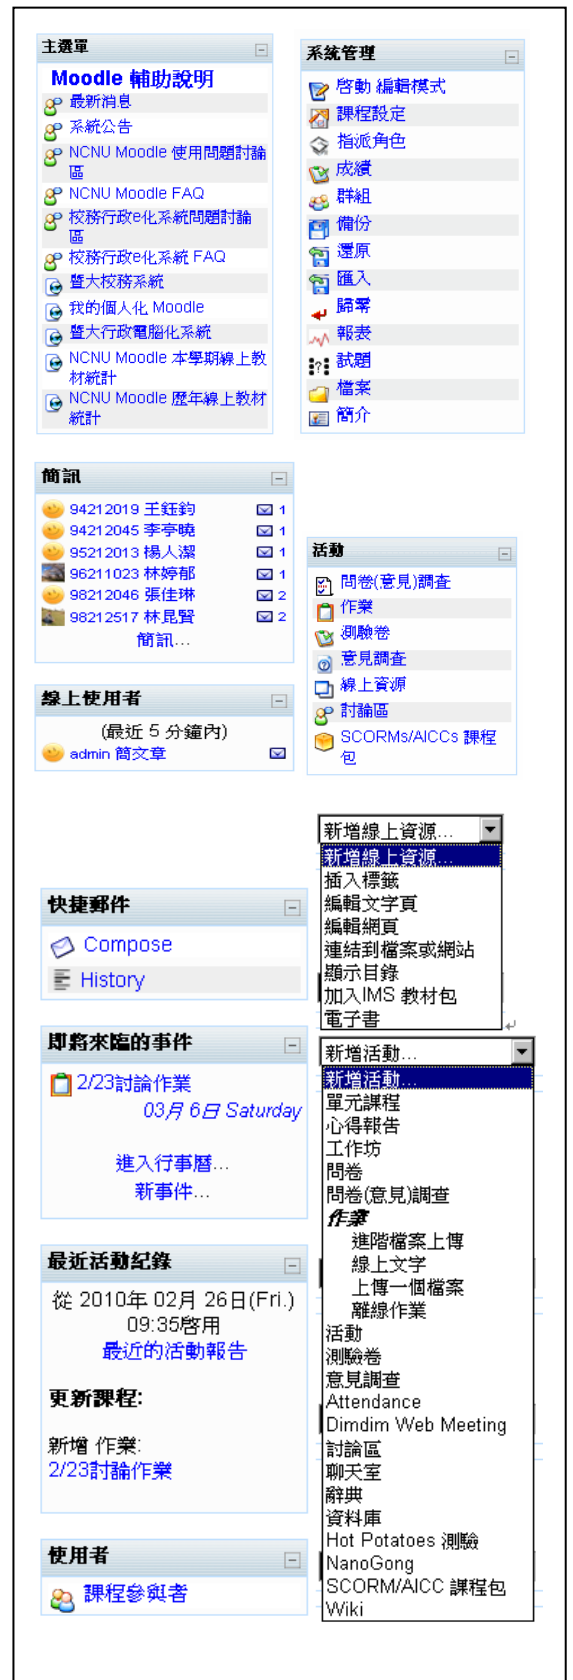 主選單
Moodle 輔助說明
最新消息
系統公告
NCNU Moodle 使用問題討論
區
NCNU Moodle FAQ
校務行政e化系統問題討論
區
校務行政e化系統 FAQ
暨大校務系統
我的個人化 Moodle
暨大行政電腦化系統
NCNU Moodle 本學期線上教
材統計
NCNU Moodle 歷年線上教材
統計
系統管理
啓動 編輯模式
課程設定
指派角色
成績
群組
備份
還原
匯入
歸零
報表
試題
檔案
簡介
簡訊
94212019 王鈺鈞 1
94212045 李亭曉 1
95212013 楊人潔 1
96211023 林婷郁 1
98212046 張佳琳 2
98212517 林昆賢 2
簡訊...
線上使用者
(最近 5 分鐘內)
admin 簡文章
活動
問卷(意見)調查
作業
測驗卷
意見調查
線上資源
討論區
SCORMs/AICCs 課程
包
快捷郵件
Compose
History
即將來臨的事件
2/23討論作業
03月 6日 Saturday
進入行事曆...
新事件...
最近活動紀錄
從 2010年 02月 26日(Fri.)
09:35啓用
最近的活動報告
更新課程:
新增 作業:
2/23討論作業
使用者
課程參與者
新增線上資源...
新增線上資源...
插入標籤
編輯文字頁
編輯網頁
連結到檔案或網站
顯示目錄
加入IMS 教材包
電子書
新增活動...
新增活動...
單元課程
心得報告
工作坊
問卷
問卷(意見)調查
作業
進階檔案上傳
線上文字
上傳一個檔案
離線作業
活動
測驗卷
意見調查
Attendance
Dimdim Web Meeting
討論區
聊天室
辭典
資料庫
Hot Potatoes 測驗
NanoGong
SCORM/AICC 課程包
Wiki